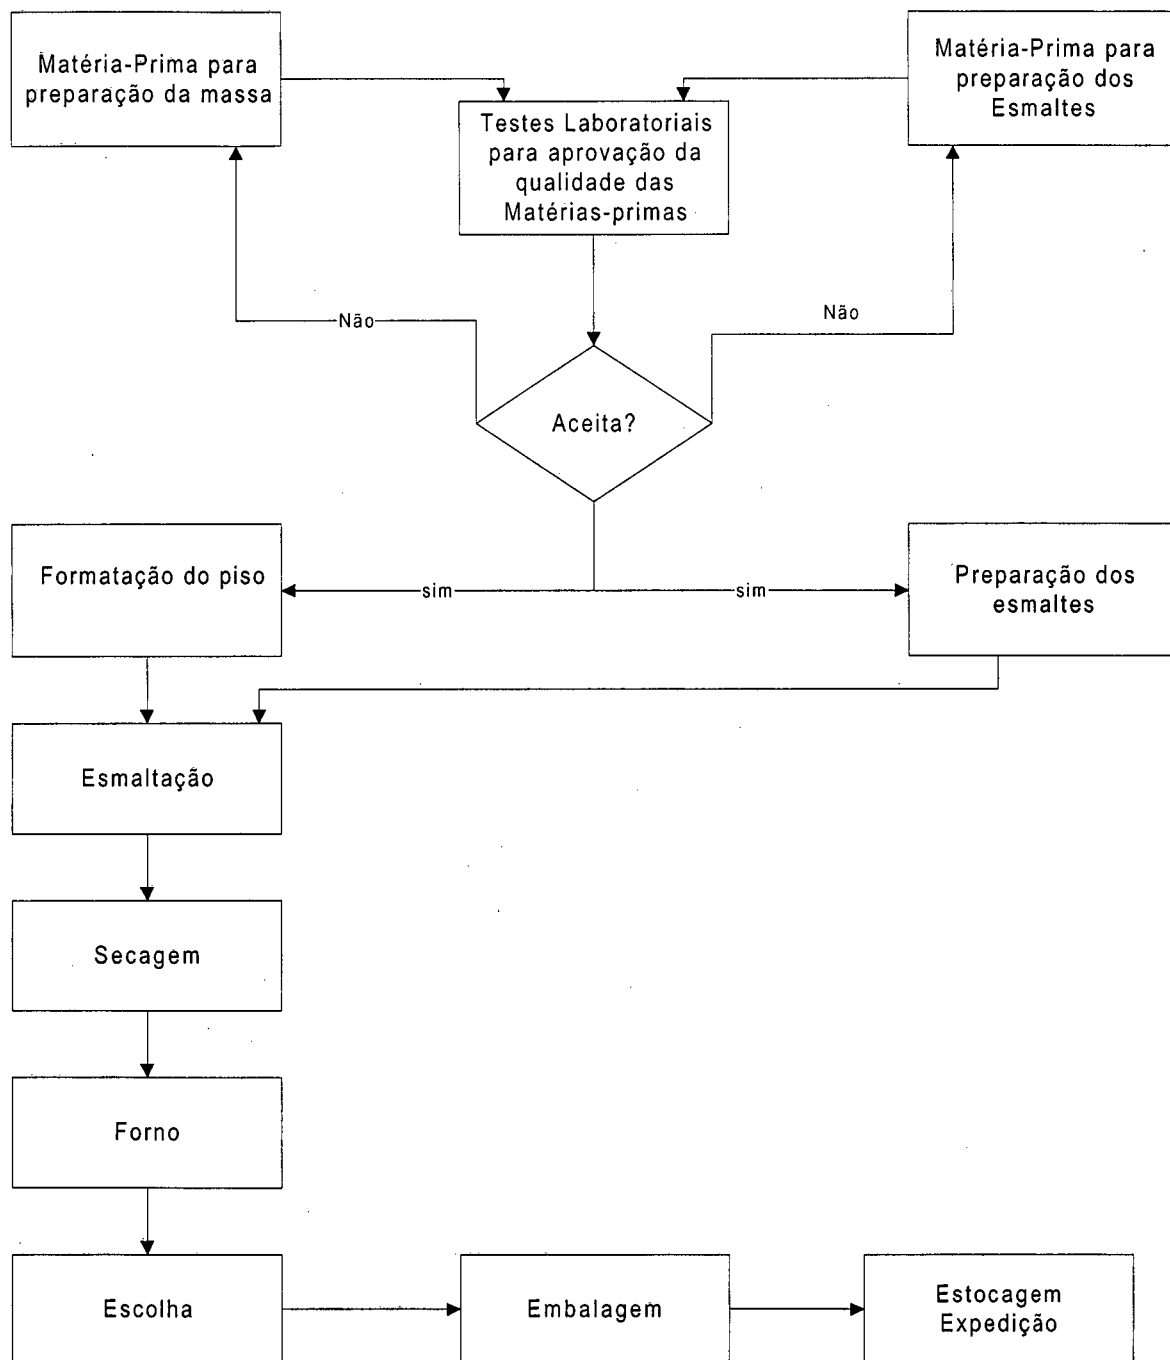 Matéria-Prima para
preparação da massa
Testes Laboratoriais
para aprovação da
qualidade das
Matérias-primas
Matéria-Prima para
preparação dos
Esmaltes
Não
Não
Aceita?
Formatação do piso
sim
sim
Preparação dos
esmaltes
Esmaltação
Secagem
Forno
Escolha
Embalagem
Estocagem
Expedição